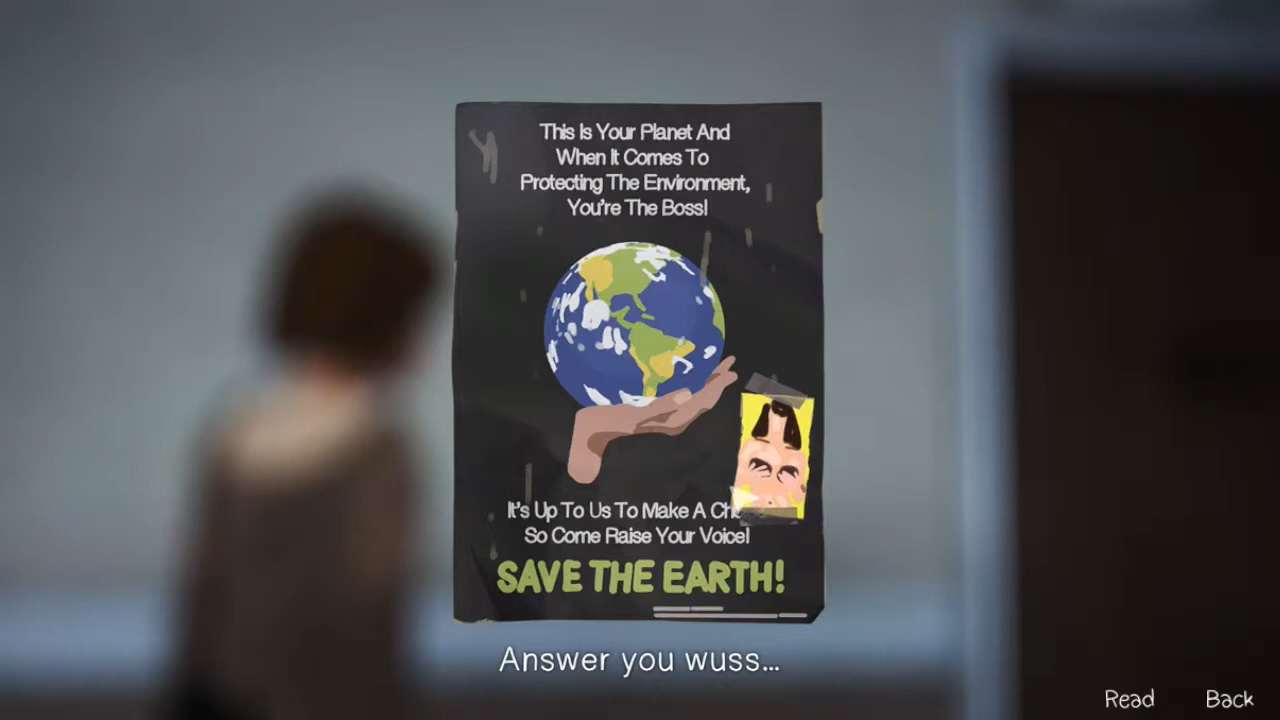 This Is Your Planet And
When It Comes To
Protecting The Environment,
You're The Boss!
It's Up To Us To Make A
So Come Raise Your Voice!
SAVE THE EARTH!
Answer you wuss...
Read Back